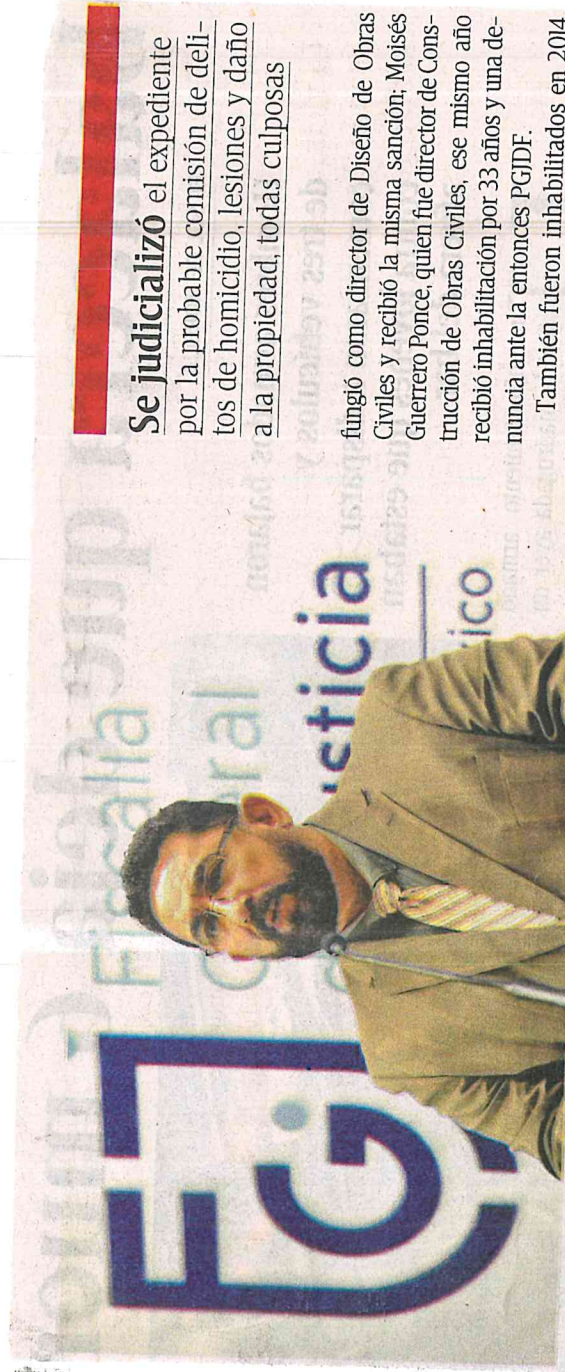 Fiscalía
General
usticia
ico
Se judicializó el expediente
por la probable comisión de deli-
tos de homicidio, lesiones y daño
a la propiedad, todas culposas
fungió como director de Diseño de Obras
Civiles y recibió la misma sanción; Moisés
Guerrero Ponce, quien fue director de Cons-
trucción de Obras Civiles, ese mismo año
recibió inhabilitación por 33 años y una de-
nuncia ante la entonces PGJDF.
También fueron inhabilitados en 2014